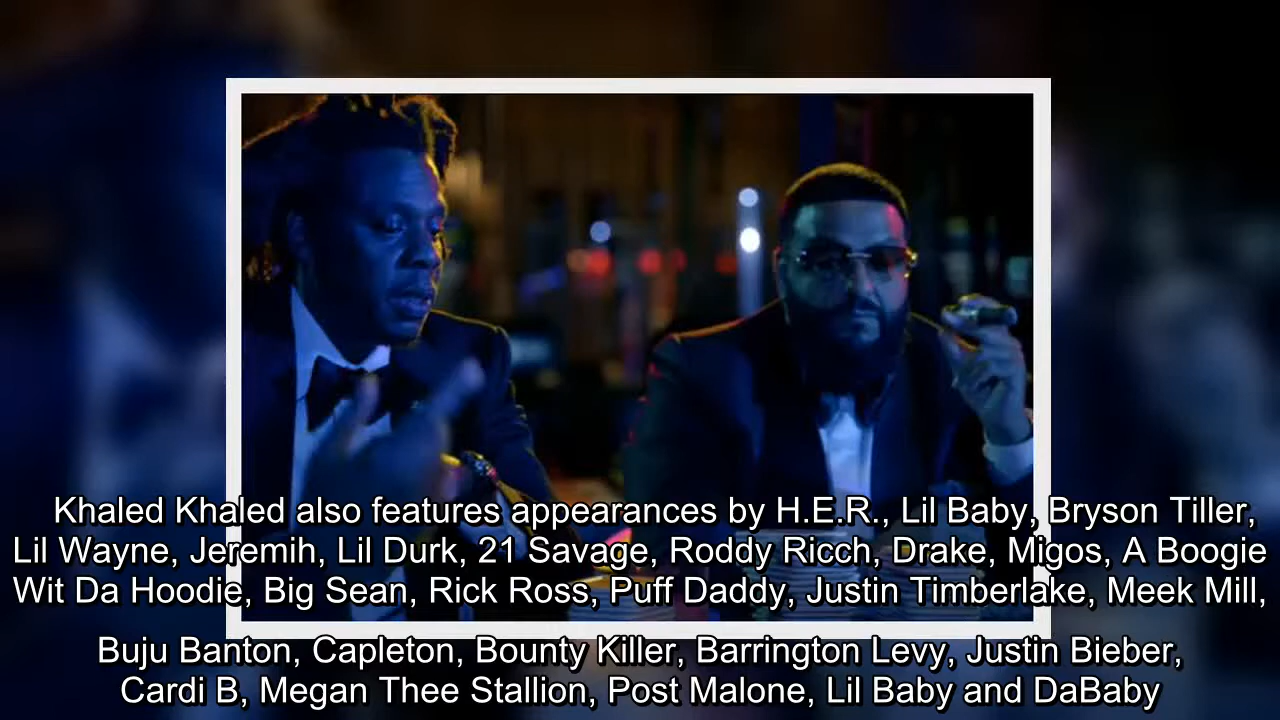 Khaled Khaled also features appearances by H.E.R., Lil Baby, Bryson Tiller,
Lil Wayne, Jeremih, Lil Durk, 21 Savage, Roddy Ricch, Drake, Migos, A Boogie
Wit Da Hoodie, Big Sean, Rick Ross, Puff Daddy, Justin Timberlake, Meek Mill,
Buju Banton, Capleton, Bounty Killer, Barrington Levy, Justin Bieber,
Cardi B, Megan Thee Stallion, Post Malone, Lil Baby and DaBaby